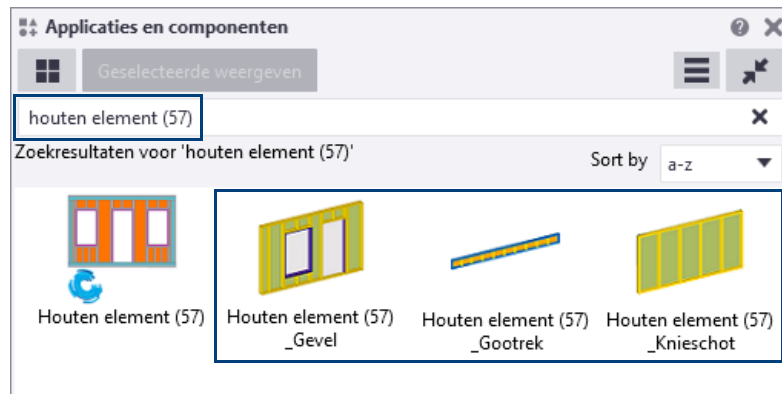 Applicaties en componenten
Geselecteerde weergeven
houten element (57)
Zoekresultaten voor 'houten element (57)'
Sort by a-z
Houten element (57)
Houten element (57)
_Gevel
Houten element (57)
_Gootrek
Houten element (57)
_Knieschot